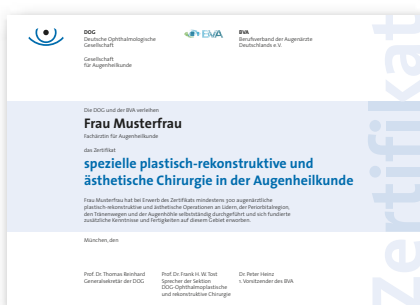 DOG
Deutsche Ophthalmologische
Gesellschaft
Gesellschaft
für Augenheilkunde
BVA
BVA
Berufsverband der Augenärzte
Deutschlands e.V.
Zertifikat
Die DOG und der BVA verleihen
Frau Musterfrau
Fachärztin für Augenheilkunde
das Zertifikat
spezielle plastisch-rekonstruktive und
ästhetische Chirurgie in der Augenheilkunde
Frau Musterfrau hat bei Erwerb des Zertifikats mindestens 300 augenärztliche
plastisch-rekonstruktive und ästhetische Operationen an Lidern, der Periorbitalregion,
den Tränenwegen und der Augenhöhle selbstständig durchgeführt und sich fundierte
zusätzliche Kenntnisse und Fertigkeiten auf diesem Gebiet erworben.
München, den
Prof. Dr. Thomas Reinhard
Generalsekretär der DOG
Prof. Dr. Frank H. W. Tost
Sprecher der Sektion
DOG-Ophthalmoplastische
und rekonstruktive Chirurgie
Dr. Peter Heinz
1. Vorsitzender des BVA